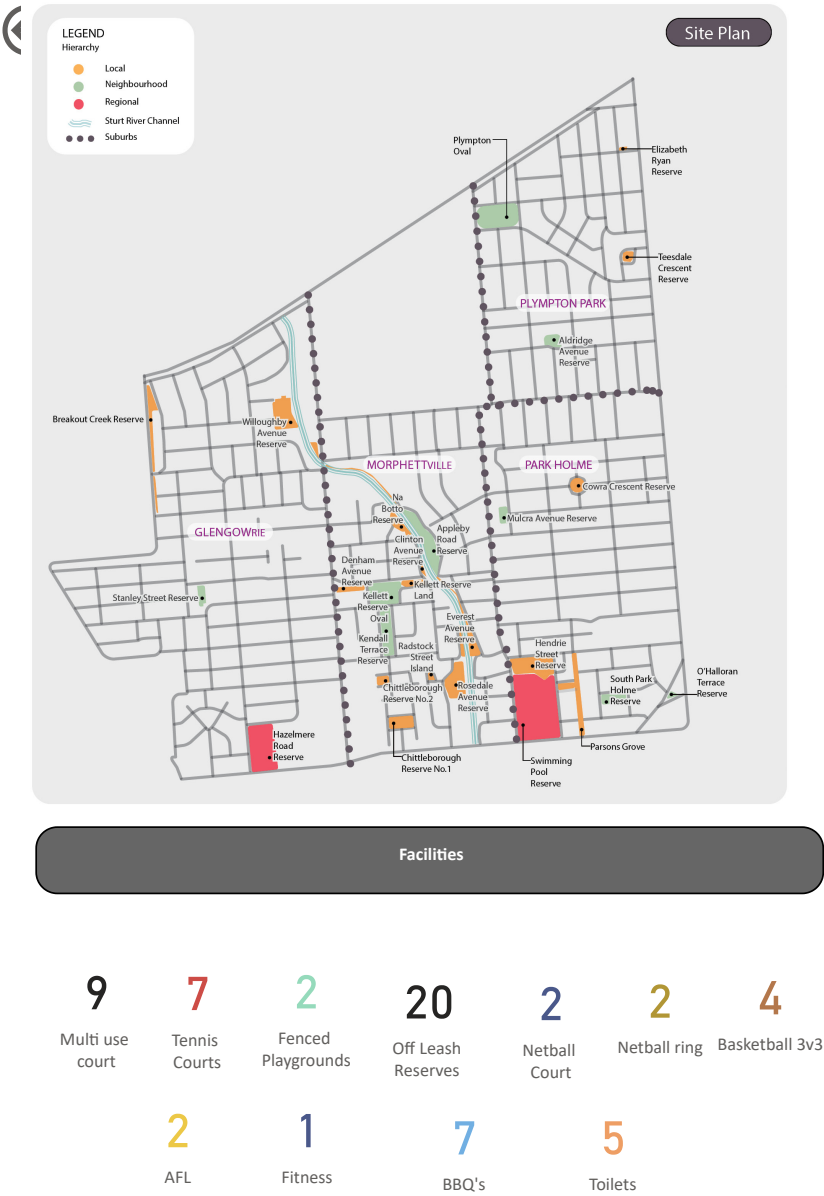 LEGEND
Hierarchy
Local
Neighbourhood
Regional
Sturt River Channel
Suburbs
Site Plan
Plympton
Oval
Elizabeth
Ryan
Reserve
Teesdale
Crescent
Reserve
PLYMPTON PARK
Aldridge
Avenue
Reserve
Breakout Creek Reserve
Willoughby
Avenue
Reserve
MORPHETTVILLE
PARK HOLME
Cowra Crescent Reserve
Na
Botto
Reserve
Mulcra Avenue Reserve
GLENGOWRIE
Appleby
Road
Reserve
Clinton
Avenue
Reserve
Denham
Avenue
Reserve
Kellett Reserve
Land
Stanley Street Reserve
Kellett
Reserve
Oval
Everest
Avenue
Reserve
Kendall
Terrace
Reserve
Radstock
Street
Island
Hendrie
Street
Reserve
Chittleborough
Reserve No.2
Rosedale
Avenue
Reserve
South Park
Holme
Reserve
O'Halloran
Terrace
Reserve
Hazelmere
Road
Reserve
Chittleborough
Reserve No.1
Swimming
Pool
Reserve
Parsons Grove
Facilities
9
Multi use
court
7
Tennis
Courts
2
Fenced
Playgrounds
20
Off Leash
Reserves
2
Netball
Court
2
Netball ring
4
Basketball 3v3
2
AFL
1
Fitness
7
BBQ's
5
Toilets